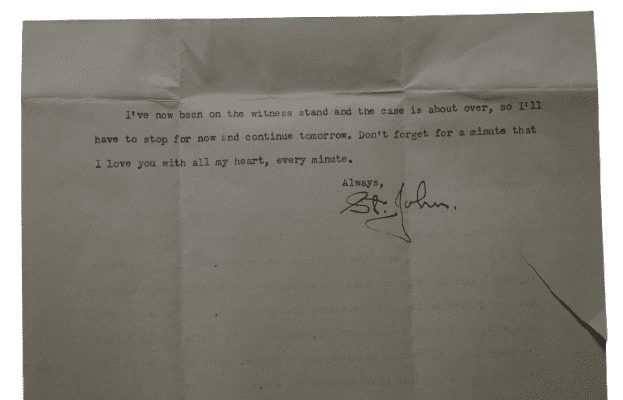 I've now been on the witness stand and the case is about over, so I'll
have to stop for now and continue tomorrow. Don't forget for a minute that
I love you with all my heart, every minute.
Always,
St. John.